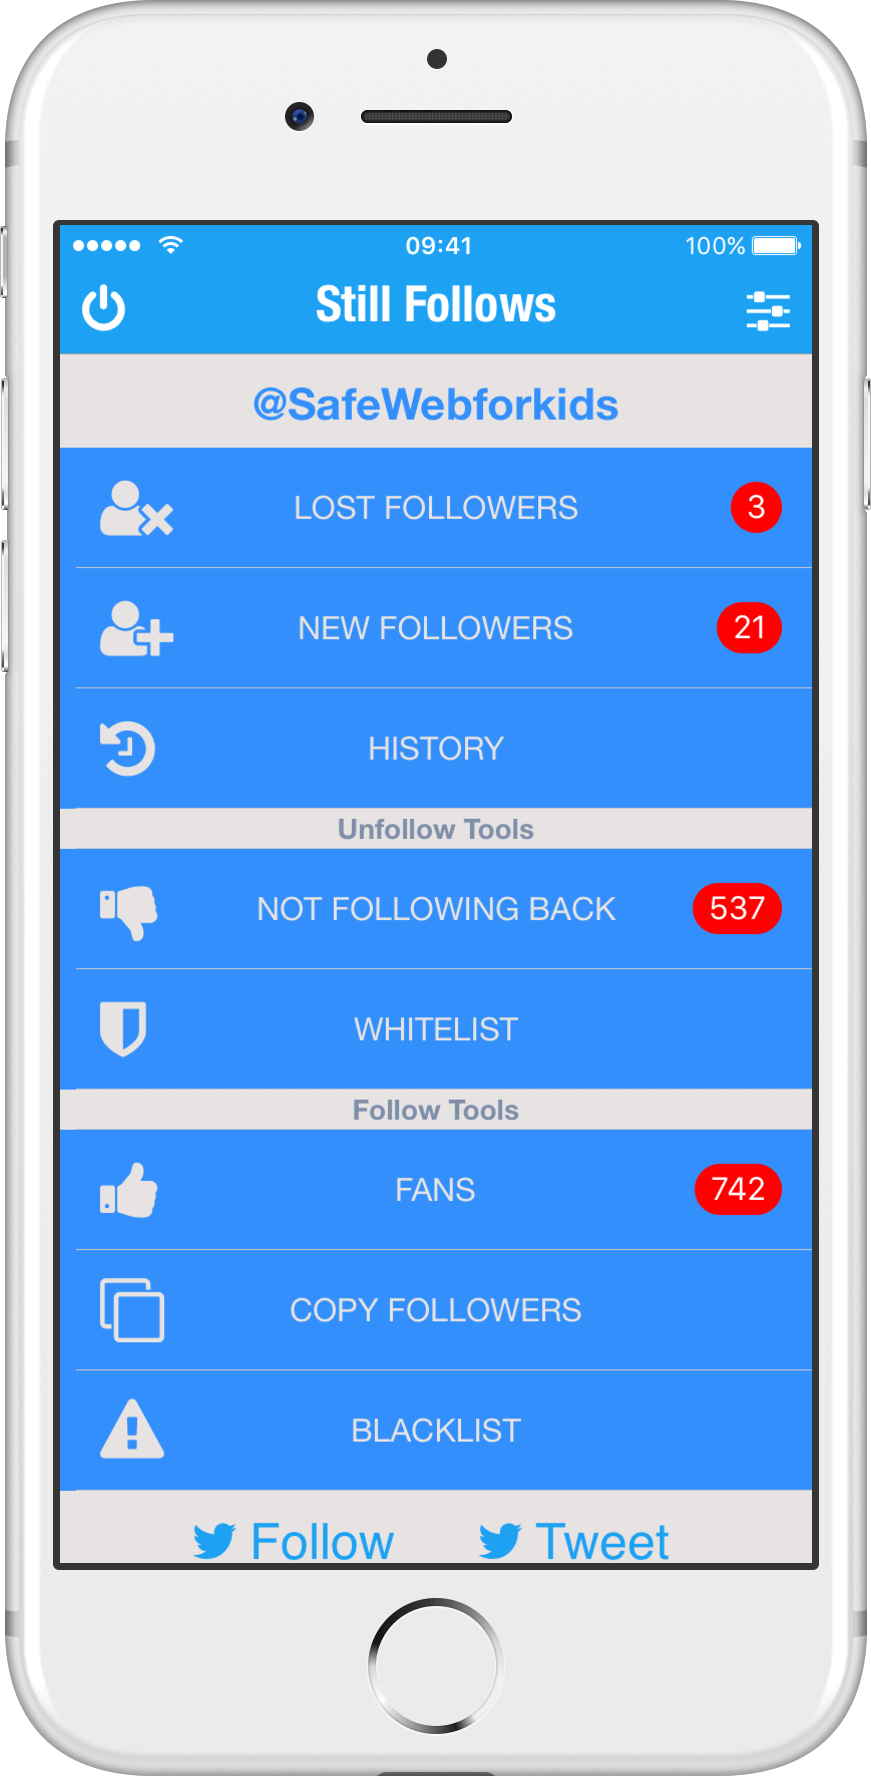 09:41
100%
Still Follows
@SafeWebforkids
LOST FOLLOWERS 3
NEW FOLLOWERS 21
HISTORY
Unfollow Tools
NOT FOLLOWING BACK 537
WHITELIST
Follow Tools
FANS 742
COPY FOLLOWERS
BLACKLIST
Follow Tweet